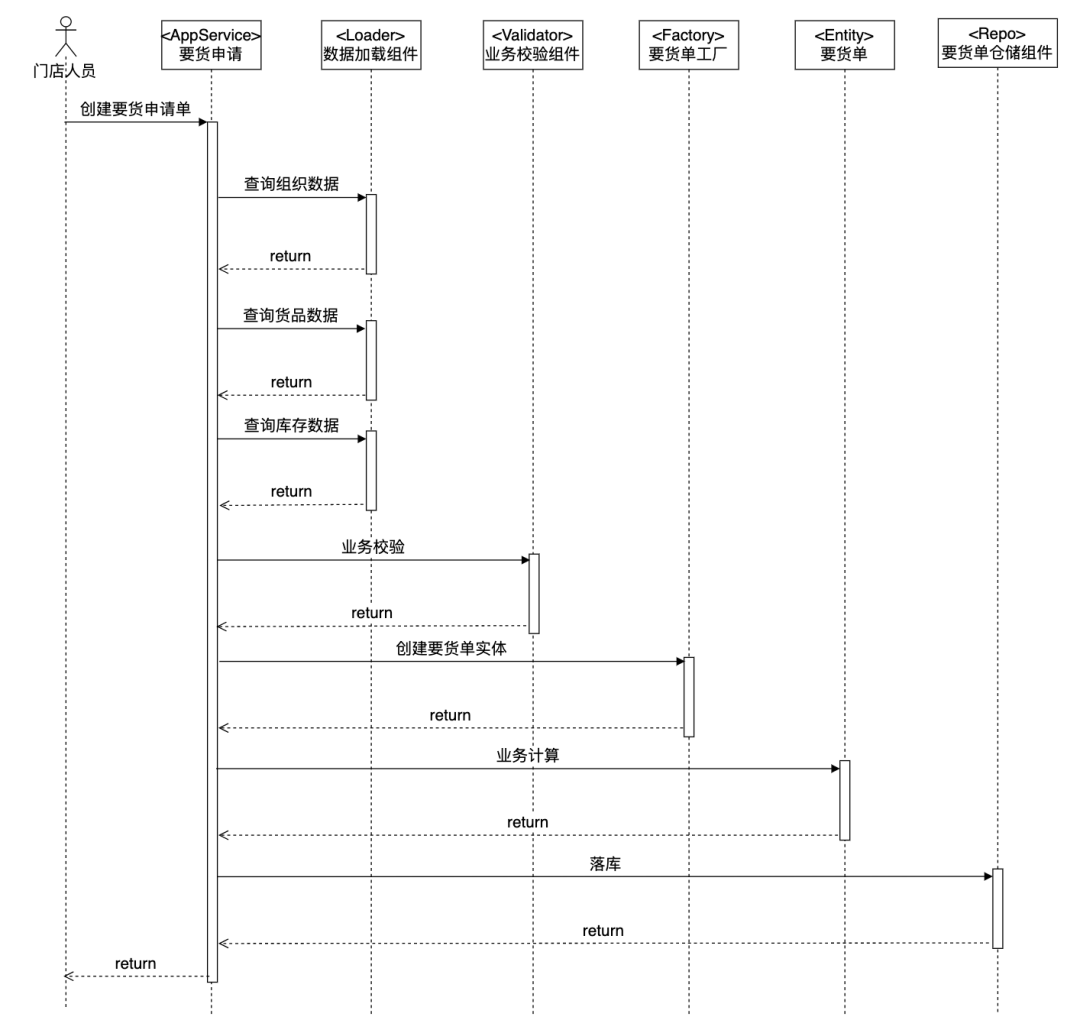 <AppService>
要货申请
<Loader>
数据加载组件
<Validator>
业务校验组件
<Factory>
要货单工厂
<Entity>
要货单
<Repo>
要货单仓储组件
门店人员
创建要货申请单
查询组织数据
return
查询货品数据
return
查询库存数据
return
业务校验
return
创建要货单实体
return
业务计算
return
落库
return
return